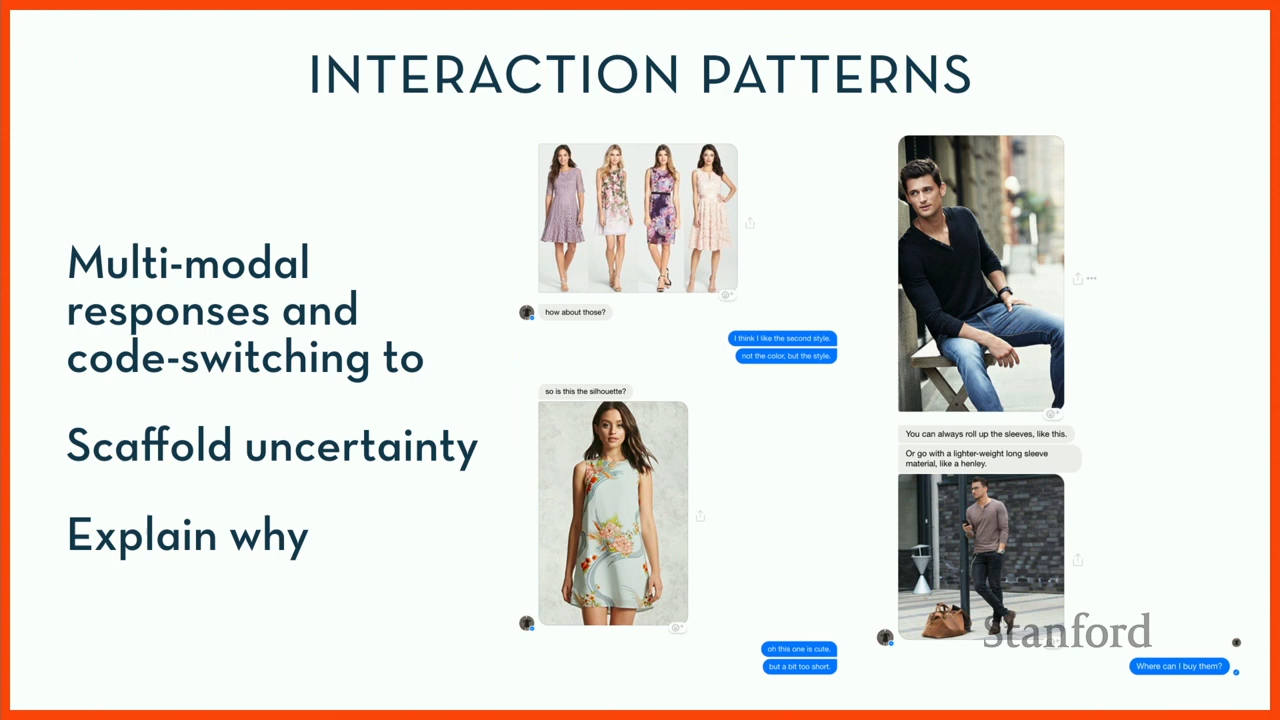 INTERACTION PATTERNS
Multi-modal
responses and
code-switching to
Scaffold uncertainty
Explain why
how about those?
I think I like the second style.
not the color, but the style.
so is this the silhouette?
oh this one is cute.
but a bit too short.
You can always roll up the sleeves, like this.
Or go with a lighter-weight long sleeve
material, like a henley.
Stanford
Where can I buy them?